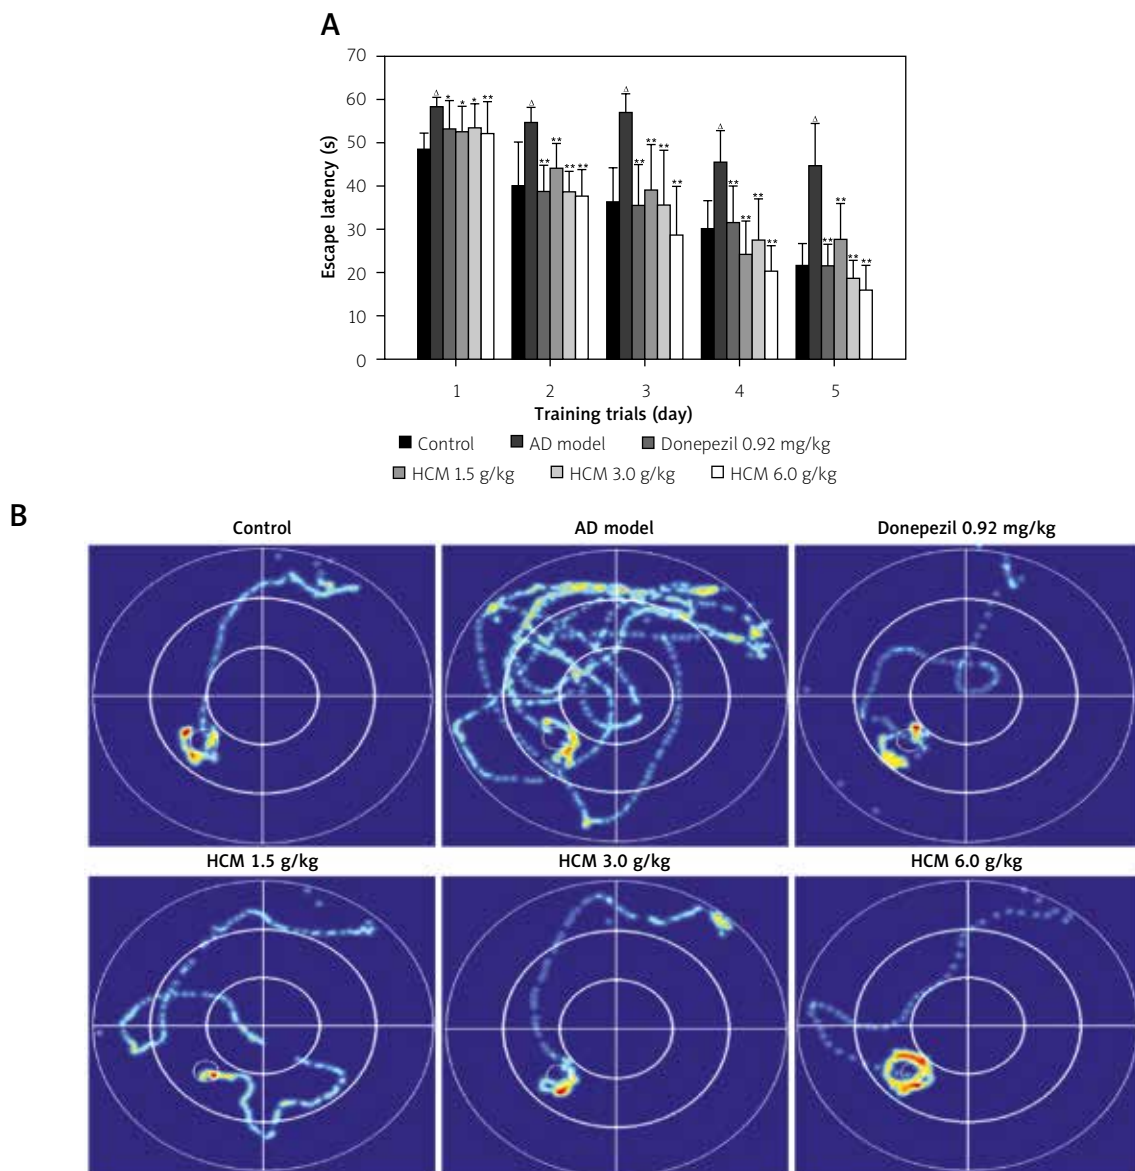 A
70
60
50
40
30
20
10
0
Escape latency (s)
Δ * * * **
Δ ** ** ** **
Δ ** ** ** **
Δ ** ** ** **
Δ ** ** ** **
1 2 3 4 5
Training trials (day)
Control AD model Donepezil 0.92 mg/kg
HCM 1.5 g/kg HCM 3.0 g/kg HCM 6.0 g/kg
B
Control AD model Donepezil 0.92 mg/kg
HCM 1.5 g/kg HCM 3.0 g/kg HCM 6.0 g/kg